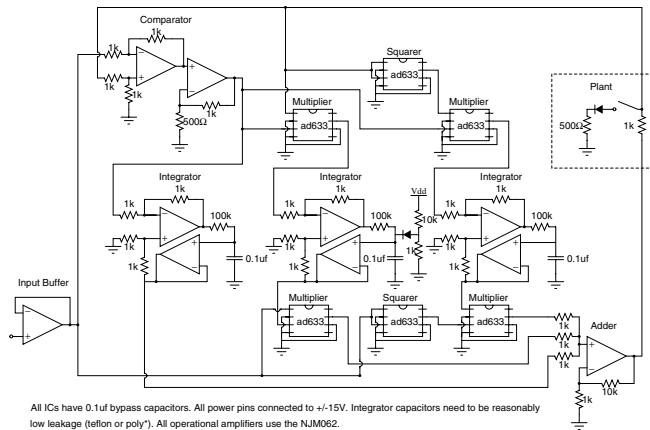 Comparator
1k
1k
1k
1k
1k
500Ω
Squarer
ad633
Multiplier
ad633
Multiplier
ad633
Plant
500Ω
1k
Integrator
1k
1k
100k
1k
1k
0.1uf
Integrator
1k
1k
100k
1k
1k
0.1uf
Vdd
10k
1k
Integrator
1k
1k
100k
1k
1k
0.1uf
Input Buffer
Multiplier
ad633
Squarer
ad633
Multiplier
ad633
1k
1k
1k
Adder
10k
1k
All ICs have 0.1uf bypass capacitors. All power pins connected to +/-15V. Integrator capacitors need to be reasonably
low leakage (teflon or poly*). All operational amplifiers use the NJM062.